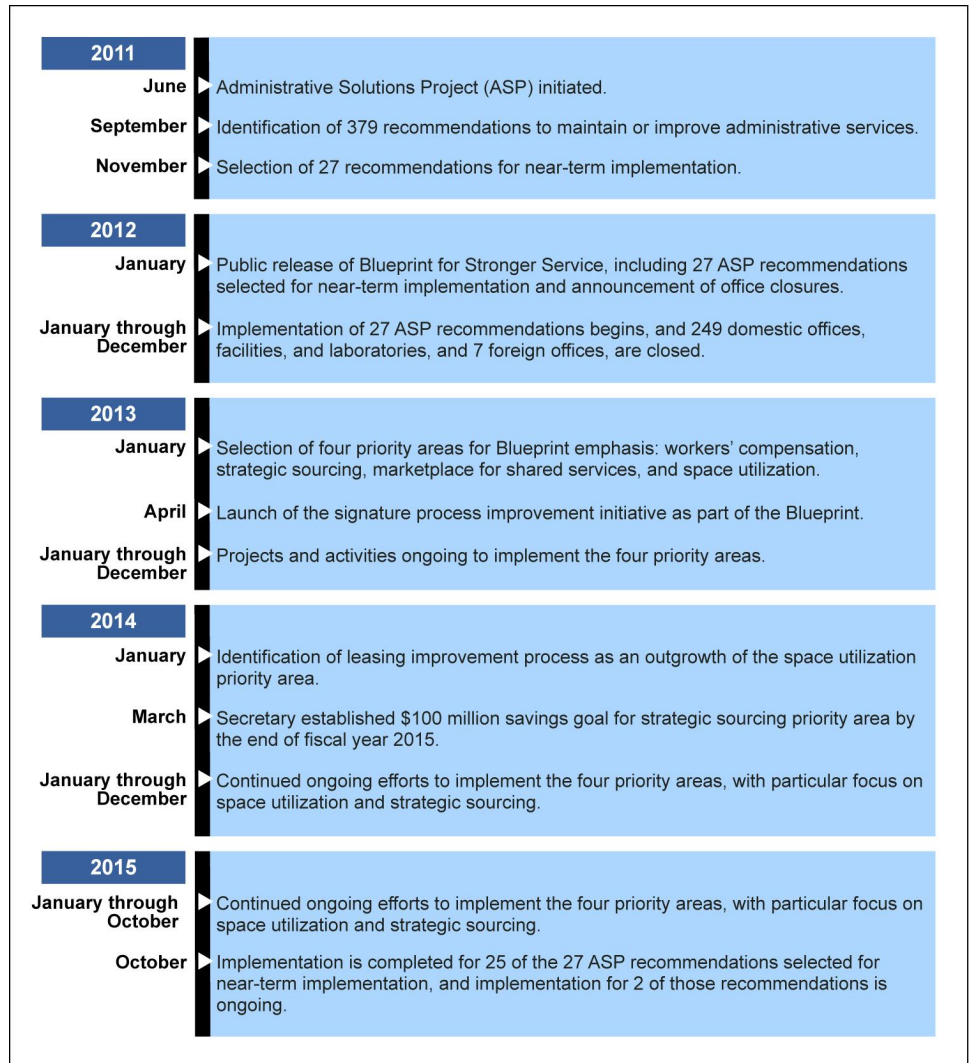 2011
June
Administrative Solutions Project (ASP) initiated.
September
Identification of 379 recommendations to maintain or improve administrative services.
November
Selection of 27 recommendations for near-term implementation.
2012
January
Public release of Blueprint for Stronger Service, including 27 ASP recommendations
selected for near-term implementation and announcement of office closures.
January through
December
Implementation of 27 ASP recommendations begins, and 249 domestic offices,
facilities, and laboratories, and 7 foreign offices, are closed.
2013
January
Selection of four priority areas for Blueprint emphasis: workers’ compensation,
strategic sourcing, marketplace for shared services, and space utilization.
April
Launch of the signature process improvement initiative as part of the Blueprint.
January through
December
Projects and activities ongoing to implement the four priority areas.
2014
January
Identification of leasing improvement process as an outgrowth of the space utilization
priority area.
March
Secretary established $100 million savings goal for strategic sourcing priority area by
the end of fiscal year 2015.
January through
December
Continued ongoing efforts to implement the four priority areas, with particular focus on
space utilization and strategic sourcing.
2015
January through
October
Continued ongoing efforts to implement the four priority areas, with particular focus on
space utilization and strategic sourcing.
October
Implementation is completed for 25 of the 27 ASP recommendations selected for
near-term implementation, and implementation for 2 of those recommendations is
ongoing.